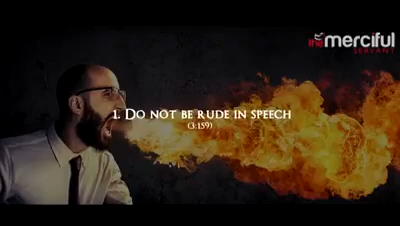 the merciful
SERVANT
1. DO NOT BE RUDE IN SPEECH
(3:159)